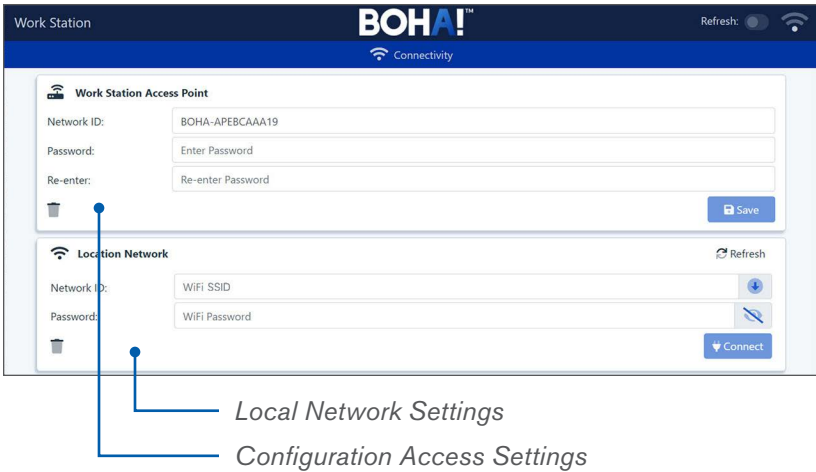 Work Station
BOHA!™
Refresh:
Connectivity
Work Station Access Point
Network ID:
BOHA-APEBCAAA19
Password:
Enter Password
Re-enter:
Re-enter Password
Save
Location Network
Refresh
Network ID:
WiFi SSID
Password:
WiFi Password
Connect
Local Network Settings
Configuration Access Settings